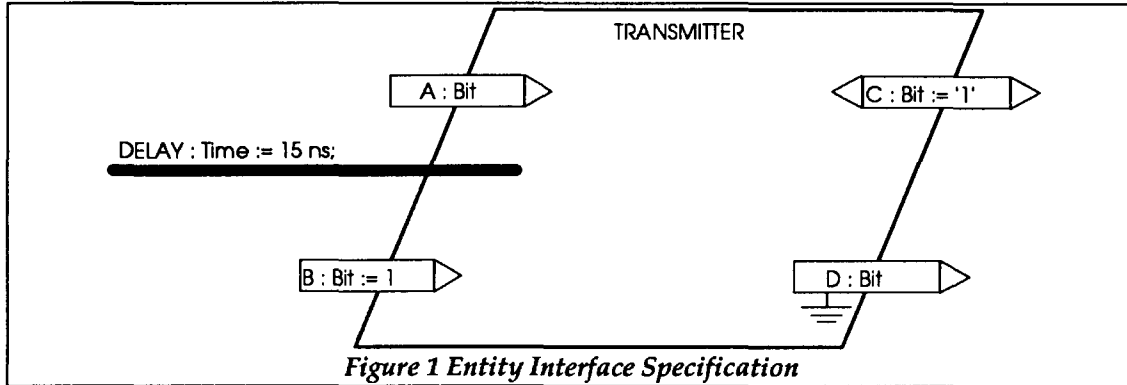 TRANSMITTER
A : Bit
C : Bit := '1'
DELAY : Time := 15 ns;
B : Bit := 1
D : Bit
Figure 1 Entity Interface Specification